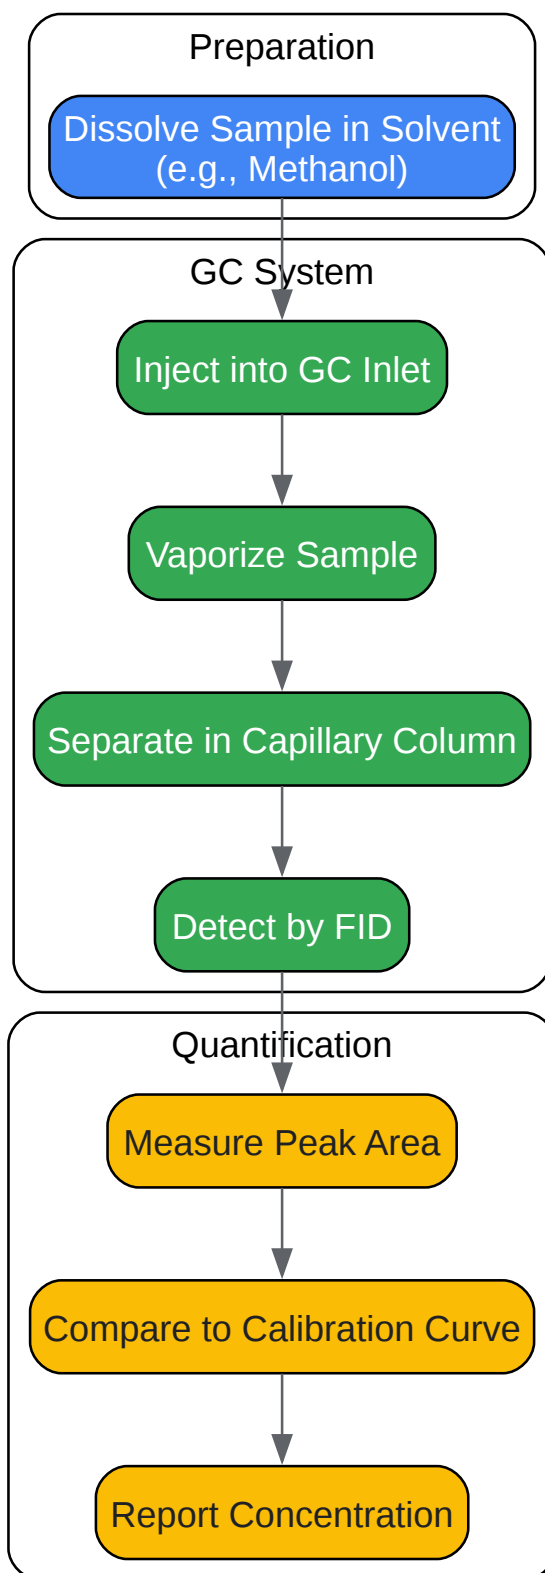 Preparation
Dissolve Sample in Solvent
(e.g., Methanol)
GC System
Inject into GC Inlet
Vaporize Sample
Separate in Capillary Column
Detect by FID
Quantification
Measure Peak Area
Compare to Calibration Curve
Report Concentration